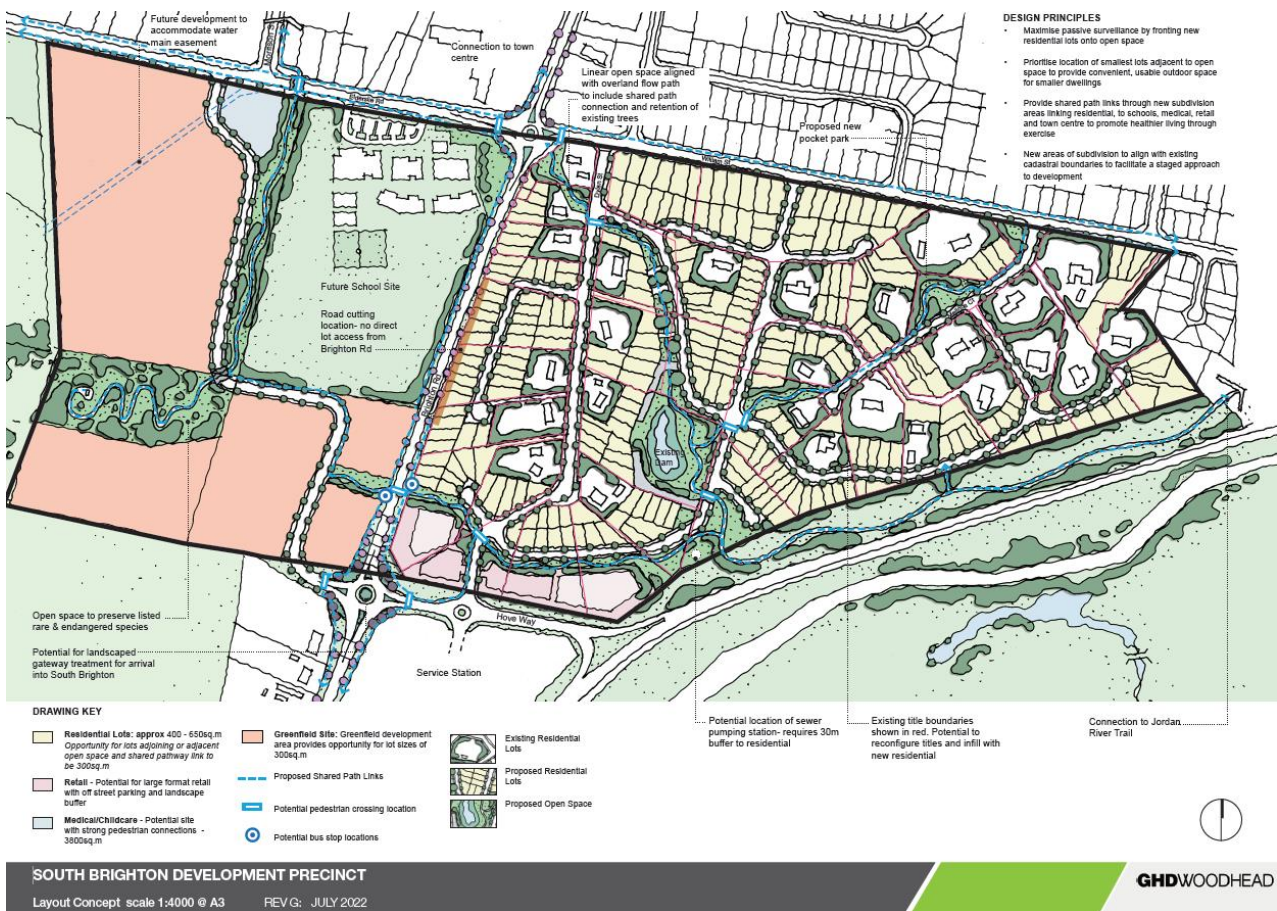 Future development to
accommodate water
main easement
Connection to town
centre
Linear open space aligned
with overland flow path
to include shared path
connection and retention of
existing trees
Proposed new
pocket park
DESIGN PRINCIPLES
• Maximise passive surveillance by fronting new
residential lots onto open space
• Prioritise location of smallest lots adjacent to open
space to provide convenient, usable outdoor space
for smaller dwellings
• Provide shared path links through new subdivision
areas linking residential, to schools, medical, retail
and town centre to promote healthier living through
exercise
• New areas of subdivision to align with existing
cadastral boundaries to facilitate a staged approach
to development
William St
Future School Site
Road cutting
location- no direct
lot access from
Brighton Rd
Brighton Rd
Existing
Dam
Open space to preserve listed
rare & endangered species
Potential for landscaped
gateway treatment for arrival
into South Brighton
Hove Way
Service Station
Potential location of sewer
pumping station- requires 30m
buffer to residential
Existing title boundaries
shown in red. Potential to
reconfigure titles and infill with
new residential
Connection to Jordan
River Trail
DRAWING KEY
Residential Lots: approx 400 - 650sq.m
Opportunity for lots adjoining or adjacent
open space and shared pathway link to
be 300sq.m
Retail - Potential for large format retail
with off street parking and landscape
buffer
Medical/Childcare - Potential site
with strong pedestrian connections -
3800sq.m
Greenfield Site: Greenfield development
area provides opportunity for lot sizes of
300sq.m
Proposed Shared Path Links
Potential pedestrian crossing location
Potential bus stop locations
Existing Residential
Lots
Proposed Residential
Lots
Proposed Open Space
SOUTH BRIGHTON DEVELOPMENT PRECINCT
Layout Concept scale 1:4000 @ A3 REV G: JULY 2022
GHDWOODHEAD